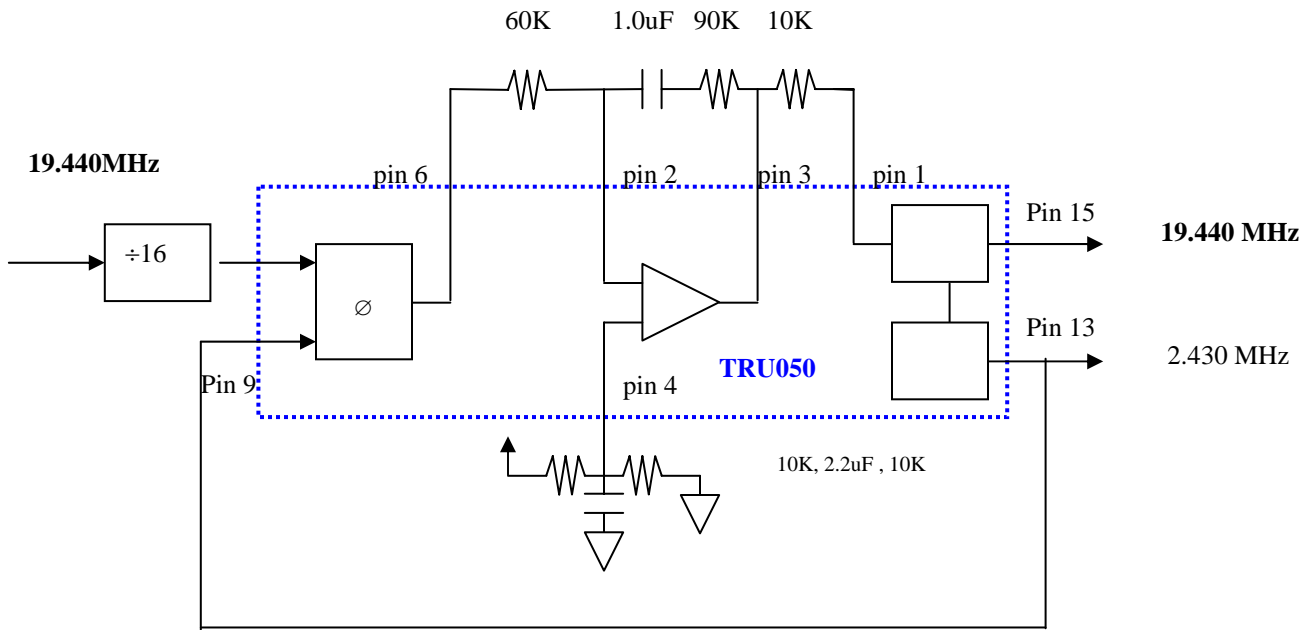 60K 1.0uF 90K 10K
19.440MHz
pin 6 pin 2 pin 3 pin 1
Pin 15
19.440 MHz
÷16
∅
Pin 13
2.430 MHz
TRU050
Pin 9
pin 4
10K, 2.2uF , 10K